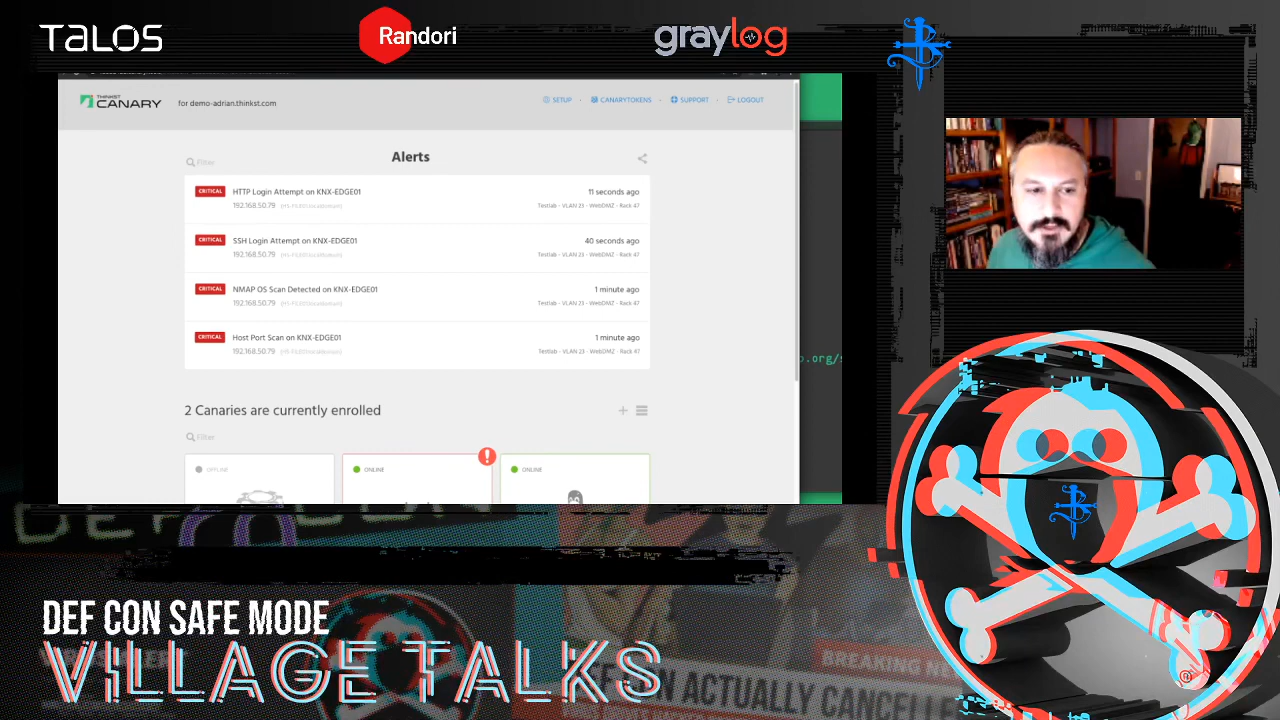 TALOS
Randori
graylog
THINKST
CANARY
for demo-adrian.thinkst.com
SETUP
CANARYTOKENS
SUPPORT
LOGOUT
Filter
Alerts
CRITICAL
HTTP Login Attempt on KNX-EDGE01
11 seconds ago
192.168.50.79
Testlab - VLAN 23 - WebDMZ - Rack 47
CRITICAL
SSH Login Attempt on KNX-EDGE01
40 seconds ago
192.168.50.79
Testlab - VLAN 23 - WebDMZ - Rack 47
CRITICAL
NMAP OS Scan Detected on KNX-EDGE01
1 minute ago
192.168.50.79
Testlab - VLAN 23 - WebDMZ - Rack 47
CRITICAL
Host Port Scan on KNX-EDGE01
1 minute ago
192.168.50.79
Testlab - VLAN 23 - WebDMZ - Rack 47
.org/
2 Canaries are currently enrolled
Filter
OFFLINE
ONLINE
ONLINE
DEF CON SAFE MODE
VILLAGE TALKS
BREAKING NE
CON ACTUALLY CANCELLE